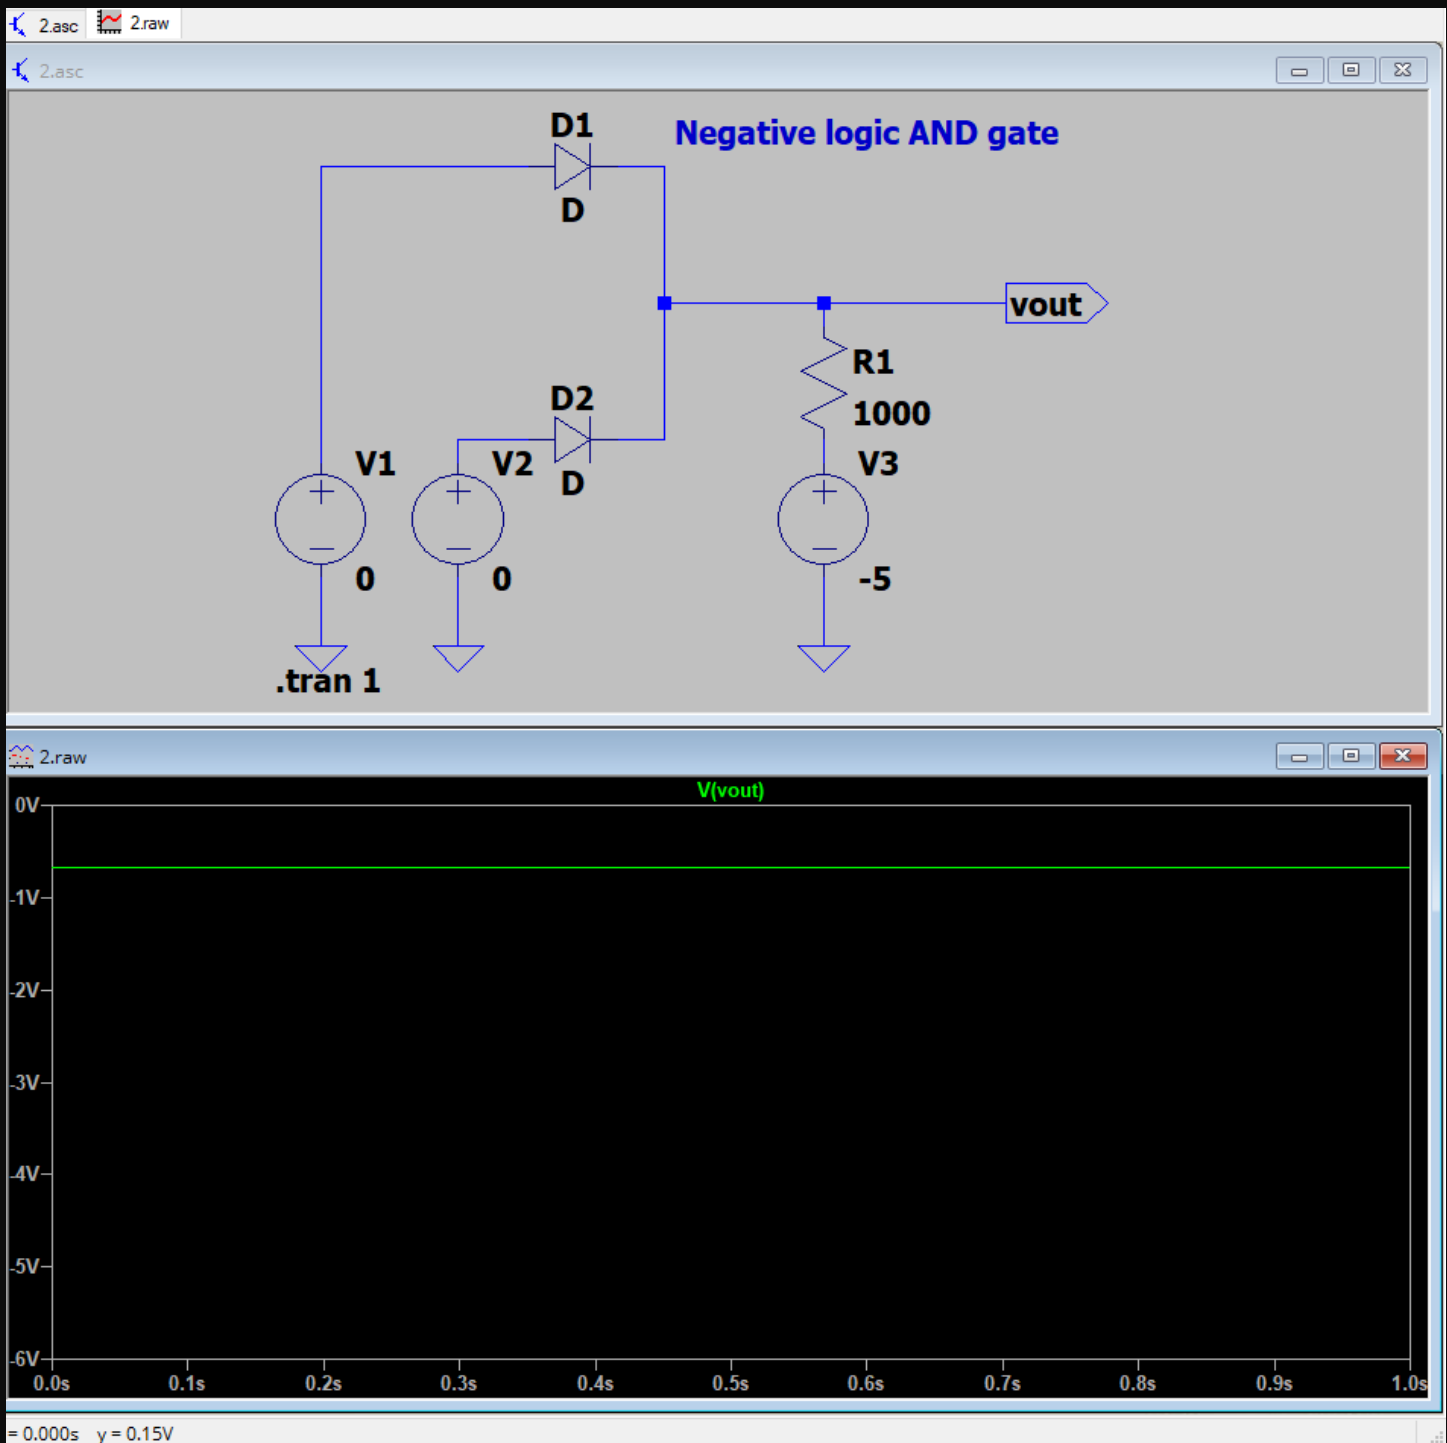 2.asc
2.raw
2.asc
D1
Negative logic AND gate
D
vout
R1
D2
1000
V1
V2
V3
D
0
0
-5
.tran 1
2.raw
V(vout)
0V
-1V
-2V
-3V
-4V
-5V
-6V
0.0s 0.1s 0.2s 0.3s 0.4s 0.5s 0.6s 0.7s 0.8s 0.9s 1.0s
= 0.000s y = 0.15V